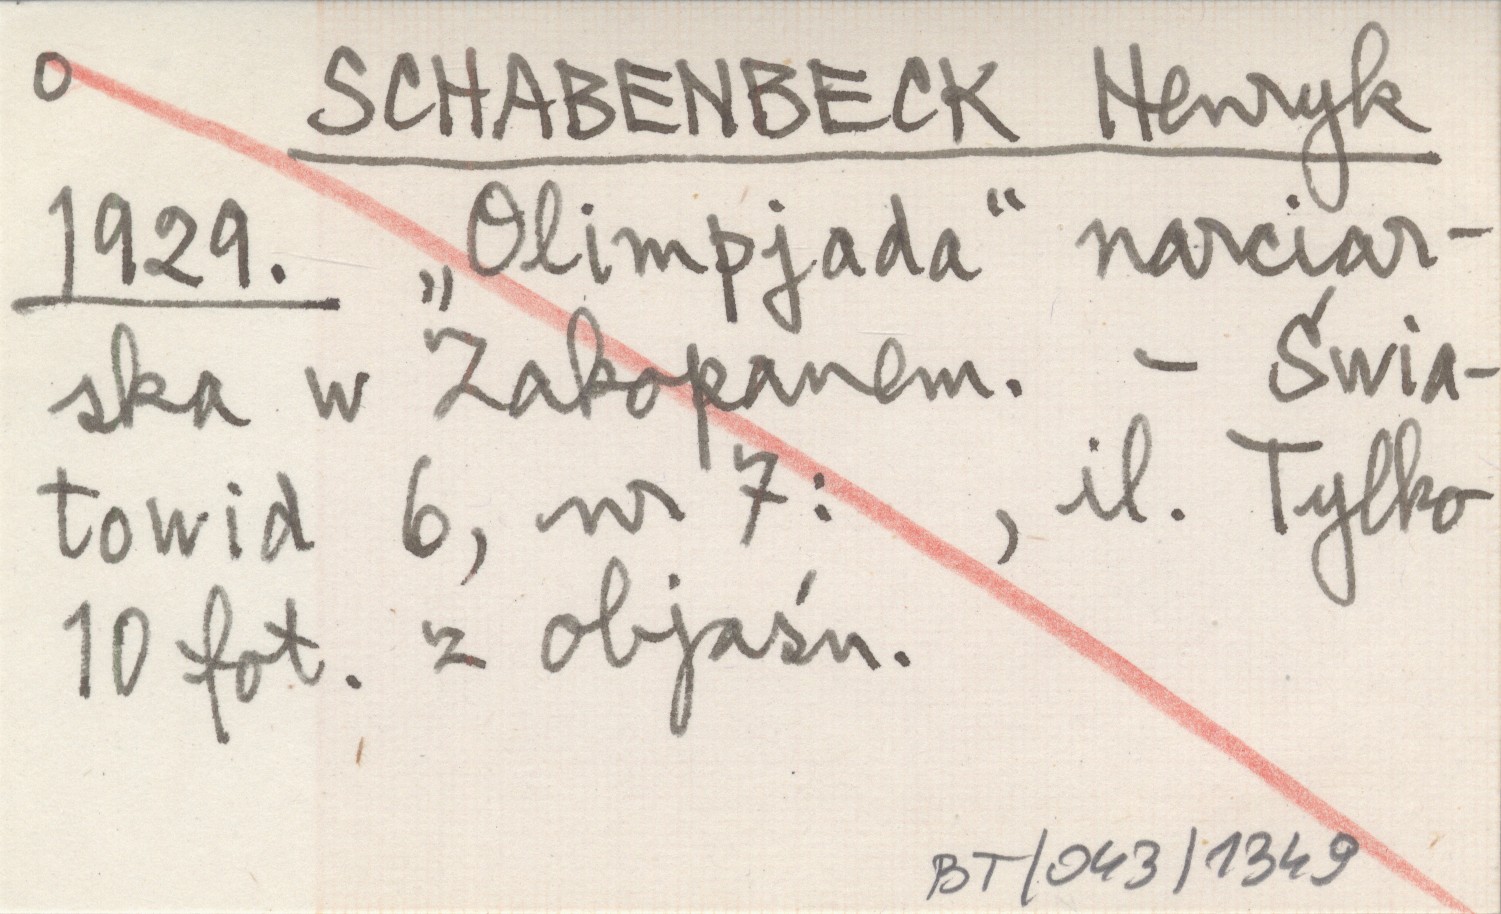 o SCHABENBECK Henryk
1929. „Olimpjada“ narciar-
ska w Zakopanem. - Świa-
towid 6, nr 7: , il. Tylko
10 fot. z objaśn.
BT/043/1349